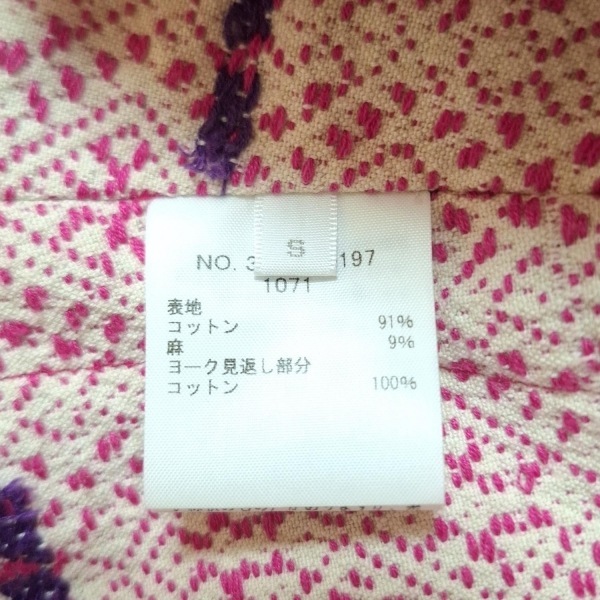 S
NO. 3 197
1071
表地
コットン 91%
麻 9%
ヨーク見返し部分
コットン 100%